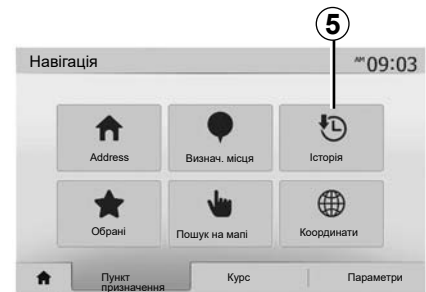 5
Навігація
AM 09:03
Address
Визнач. місця
Історія
Обрані
Пошук на мапі
Координати
Пункт
призначення
Курс
Параметри